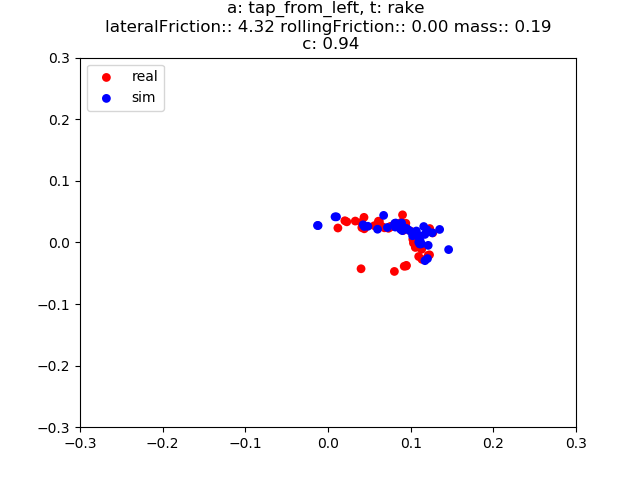 a: tap_from_left, t: rake
lateralFriction:: 4.32 rollingFriction:: 0.00 mass:: 0.19
c: 0.94
0.3
real
sim
0.2
0.1
0.0
−0.1
−0.2
−0.3
−0.3 −0.2 −0.1 0.0 0.1 0.2 0.3